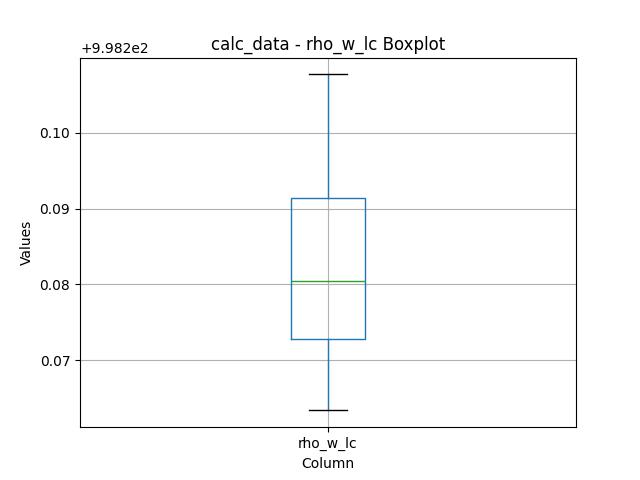 calc_data - rho_w_lc Boxplot
+9.982e2
0.10
0.09
0.08
0.07
Values
rho_w_lc
Column